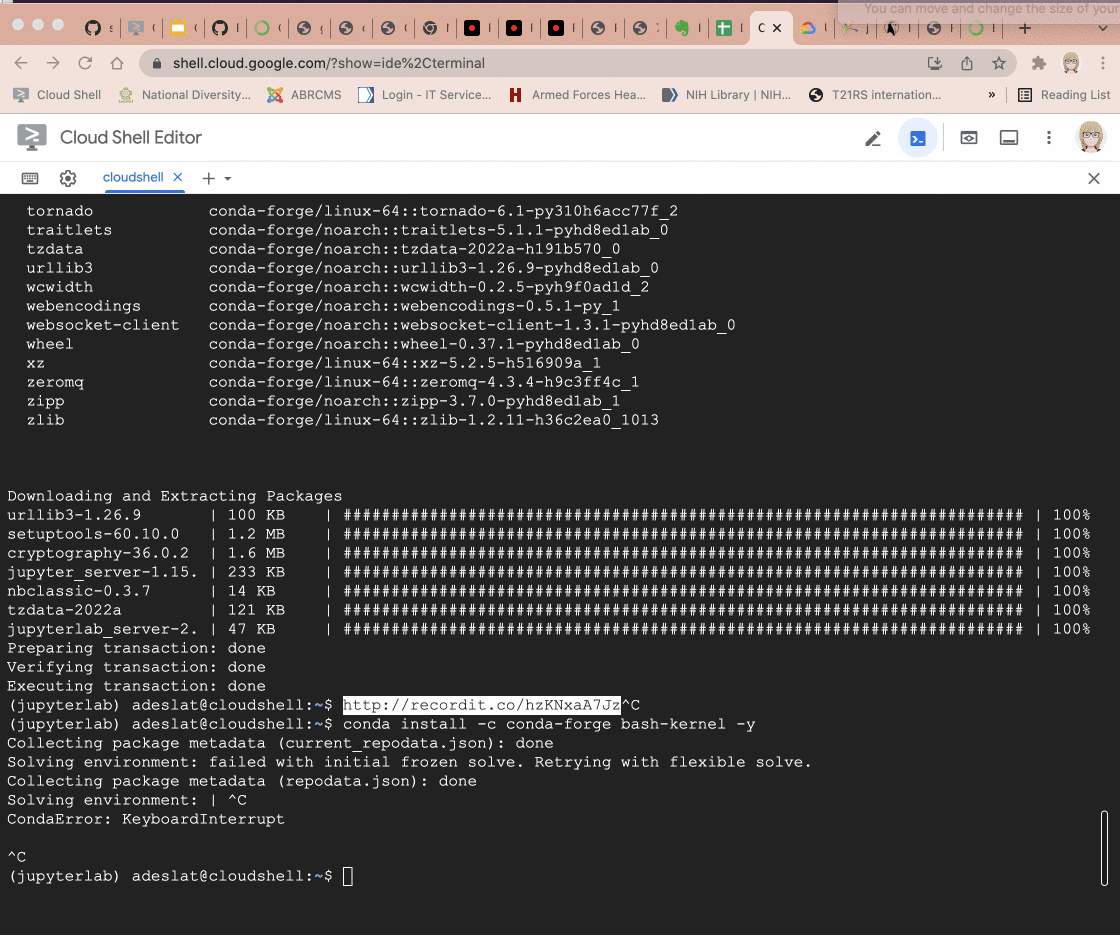 You can move and change the size of your
shell.cloud.google.com/?show=ide%2Cterminal
Cloud Shell National Diversity... ABRCMS Login - IT Service... Armed Forces Hea... NIH Library | NIH... T21RS internation... » Reading List
Cloud Shell Editor
cloudshell
tornado conda-forge/linux-64::tornado-6.1-py310h6acc77f_2
traitlets conda-forge/noarch::traitlets-5.1.1-pyhd8ed1ab_0
tzdata conda-forge/noarch::tzdata-2022a-h191b570_0
urllib3 conda-forge/noarch::urllib3-1.26.9-pyhd8ed1ab_0
wcwidth conda-forge/noarch::wcwidth-0.2.5-pyh9f0ad1d_2
webencodings conda-forge/noarch::webencodings-0.5.1-py_1
websocket-client conda-forge/noarch::websocket-client-1.3.1-pyhd8ed1ab_0
wheel conda-forge/noarch::wheel-0.37.1-pyhd8ed1ab_0
xz conda-forge/linux-64::xz-5.2.5-h516909a_1
zeromq conda-forge/linux-64::zeromq-4.3.4-h9c3ff4c_1
zipp conda-forge/noarch::zipp-3.7.0-pyhd8ed1ab_1
zlib conda-forge/linux-64::zlib-1.2.11-h36c2ea0_1013
Downloading and Extracting Packages
urllib3-1.26.9 | 100 KB | ####################################################################### | 100%
setuptools-60.10.0 | 1.2 MB | ####################################################################### | 100%
cryptography-36.0.2 | 1.6 MB | ####################################################################### | 100%
jupyter_server-1.15. | 233 KB | ####################################################################### | 100%
nbclassic-0.3.7 | 14 KB | ####################################################################### | 100%
tzdata-2022a | 121 KB | ####################################################################### | 100%
jupyterlab_server-2. | 47 KB | ####################################################################### | 100%
Preparing transaction: done
Verifying transaction: done
Executing transaction: done
(jupyterlab) adeslat@cloudshell:~$ http://recordit.co/hzKNxaA7Jz^C
(jupyterlab) adeslat@cloudshell:~$ conda install -c conda-forge bash-kernel -y
Collecting package metadata (current_repodata.json): done
Solving environment: failed with initial frozen solve. Retrying with flexible solve.
Collecting package metadata (repodata.json): done
Solving environment: | ^C
CondaError: KeyboardInterrupt
^C
(jupyterlab) adeslat@cloudshell:~$